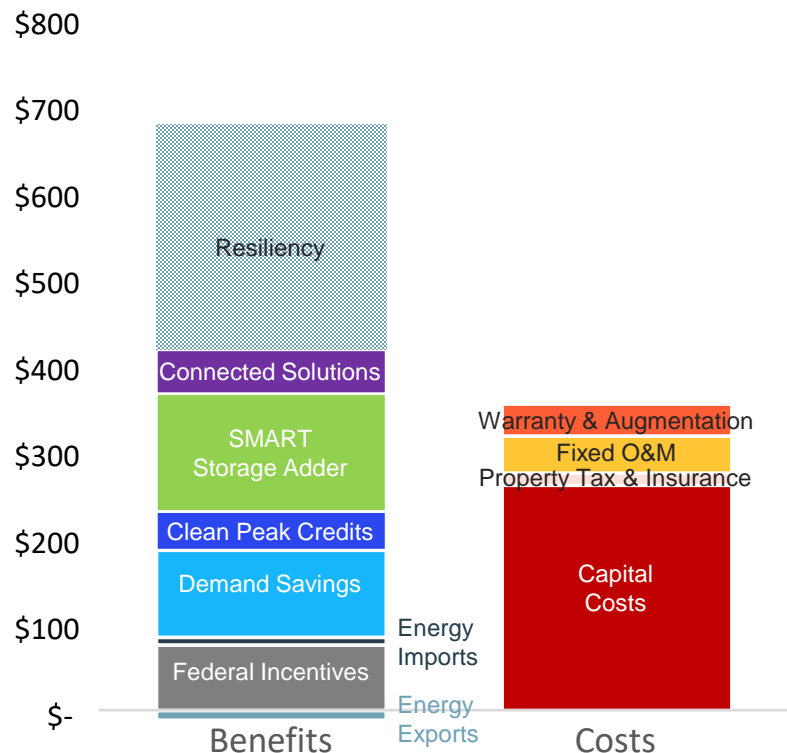 $800
$700
$600
$500
$400
$300
$200
$100
$-
Resiliency
Connected Solutions
SMART
Storage Adder
Clean Peak Credits
Demand Savings
Energy
Imports
Federal Incentives
Energy
Exports
Warranty & Augmentation
Fixed O&M
Property Tax & Insurance
Capital
Costs
Benefits
Costs